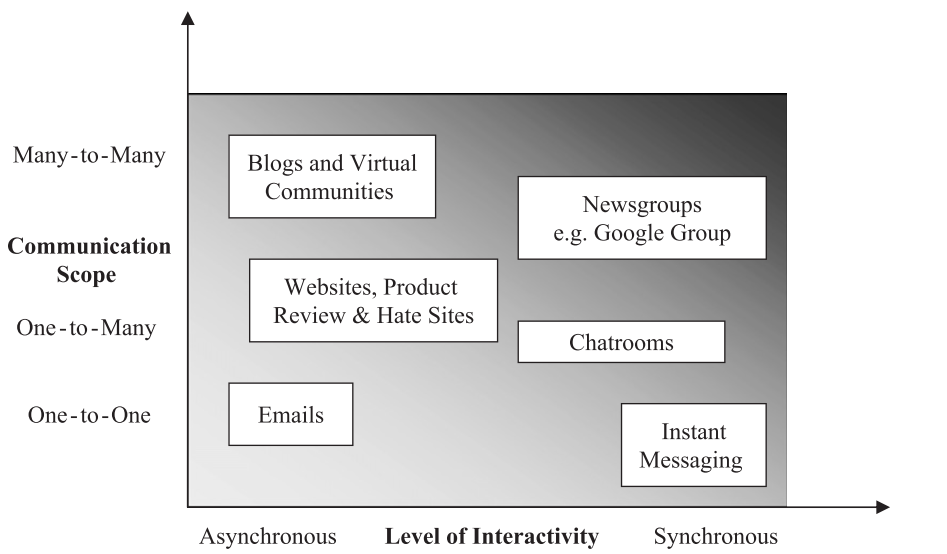 Many-to-Many
Blogs and Virtual
Communities
Newsgroups
e.g. Google Group
Communication
Scope
Websites, Product
Review & Hate Sites
One-to-Many
Chatrooms
One-to-One
Emails
Instant
Messaging
Asynchronous
Level of Interactivity
Synchronous